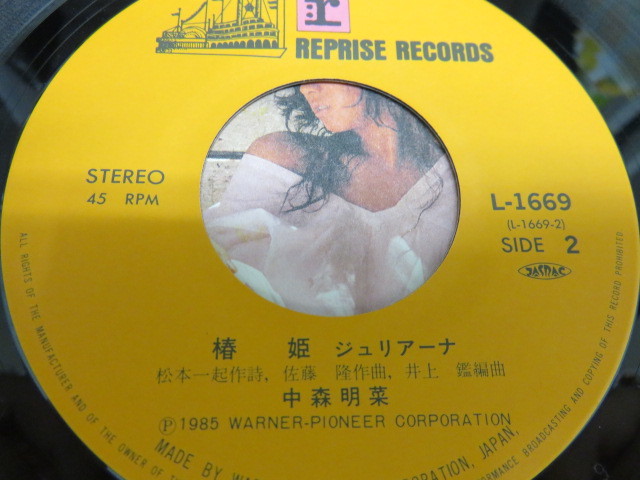 r
REPRISE RECORDS
STEREO
45 RPM
L-1669
(L-1669-2)
SIDE 2
JASRAC
椿 姫 ジュリアーナ
松本一起作詩, 佐藤 隆作曲, 井上 鑑編曲
中森明菜
Ⓟ1985 WARNER-PIONEER CORPORATION
ALL RIGHTS OF THE MANUFACTURER AND OF THE OWNER OF
MADE BY
CORPORATION, JAPAN,
PERFORMANCE BROADCASTING AND COPYING OF THIS RECORD PROHIBITED